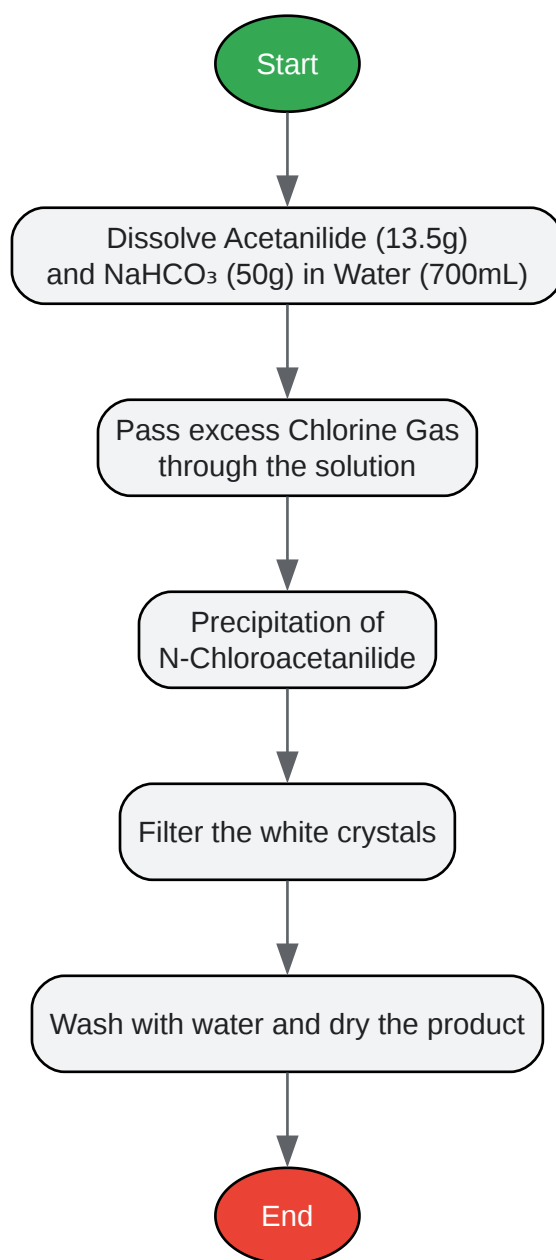 Start
Dissolve Acetanilide (13.5g)
and NaHCO₃ (50g) in Water (700mL)
Pass excess Chlorine Gas
through the solution
Precipitation of
N-Chloroacetanilide
Filter the white crystals
Wash with water and dry the product
End